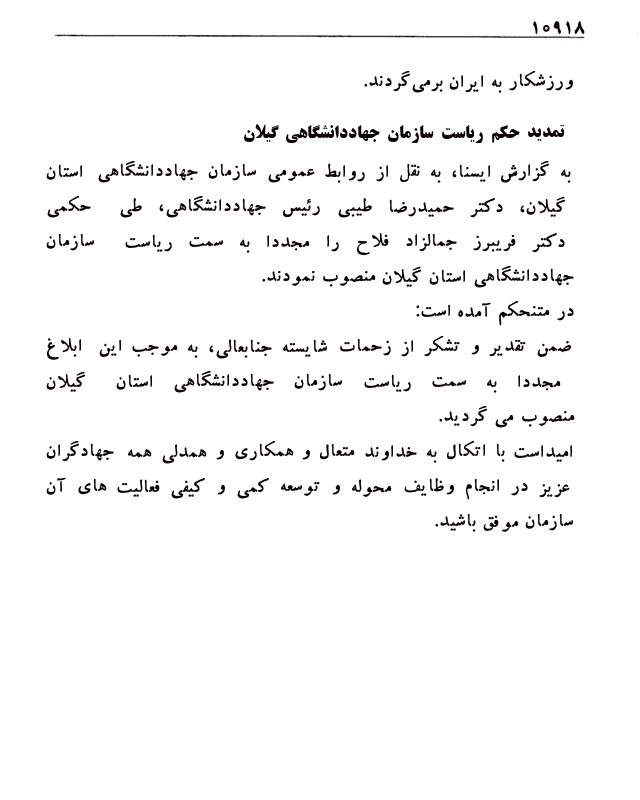 ۱۰۹۱۸
ورزشکار به ایران برمی‌گردند.
تمدید حکم ریاست سازمان جهاددانشگاهی گیلان
به گزارش ایسنا، به نقل از روابط عمومی سازمان جهاددانشگاهی استان
گیلان، دکتر حمیدرضا طیبی رئیس جهاددانشگاهی، طی حکمی
دکتر فریبرز جمالزاد فلاح را مجددا به سمت ریاست سازمان
جهاددانشگاهی استان گیلان منصوب نمودند.
در متنحکم آمده است:
ضمن تقدیر و تشکر از زحمات شایسته جنابعالی، به موجب این ابلاغ
مجددا به سمت ریاست سازمان جهاددانشگاهی استان گیلان
منصوب می گردید.
امیداست با اتکال به خداوند متعال و همکاری و همدلی همه جهادگران
عزیز در انجام وظایف محوله و توسعه کمی و کیفی فعالیت های آن
سازمان موفق باشید.